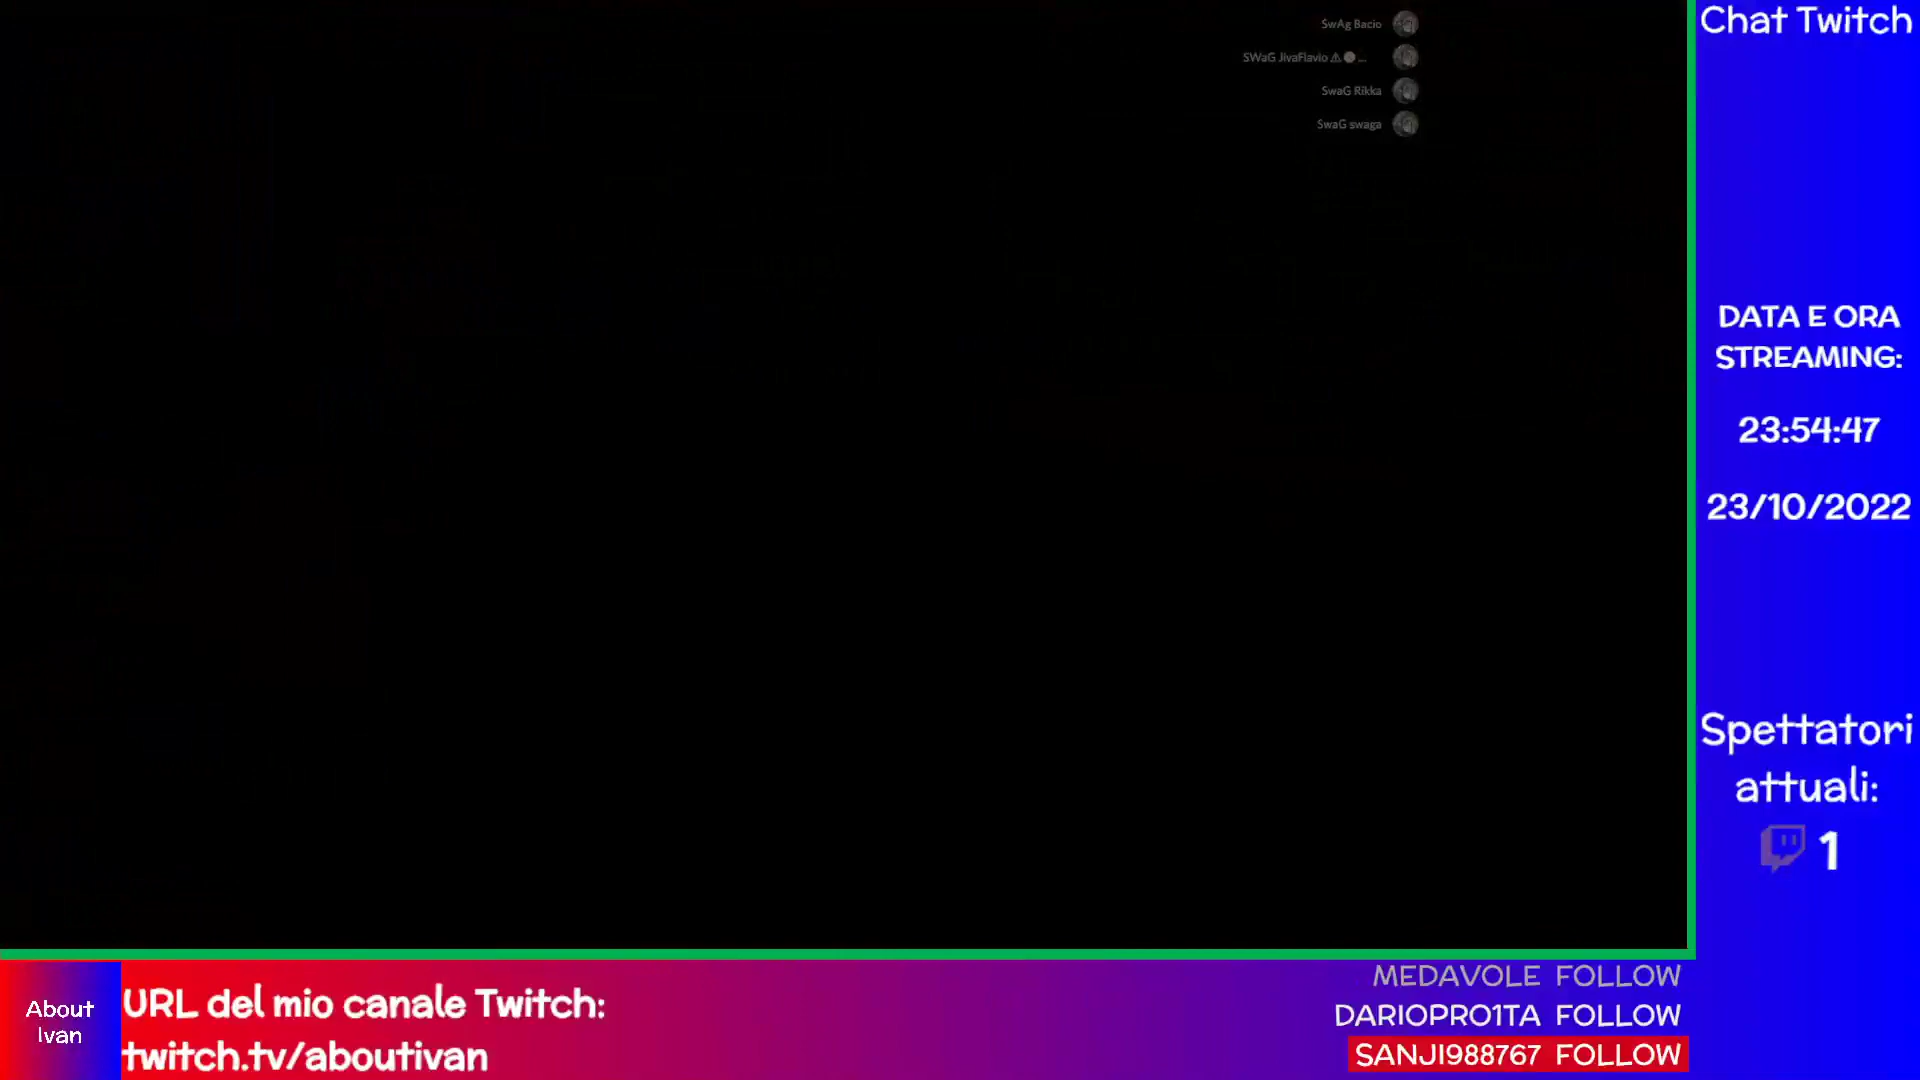 SwAg Bacio
SWaG JivaFlavio ⚠ ...
SwaG Rikka
SwaG swaga
Chat Twitch
DATA E ORA
STREAMING:
23:54:47
23/10/2022
Spettatori
attuali:
1
About
Ivan
URL del mio canale Twitch:
twitch.tv/aboutivan
MEDAVOLE FOLLOW
DARIOPRO1TA FOLLOW
SANJI988767 FOLLOW